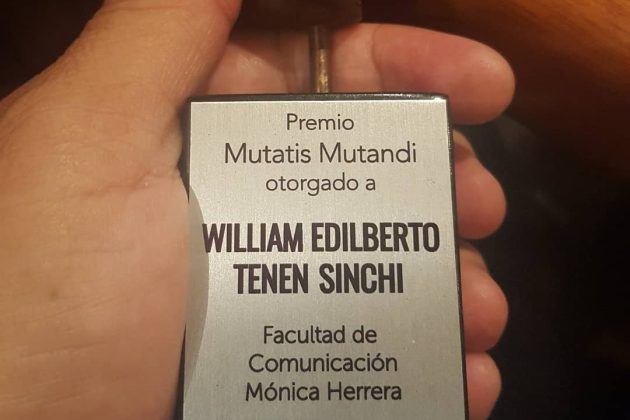 Premio
Mutatis Mutandi
otorgado a
WILLIAM EDILBERTO
TENEN SINCHI
Facultad de
Comunicación
Mónica Herrera